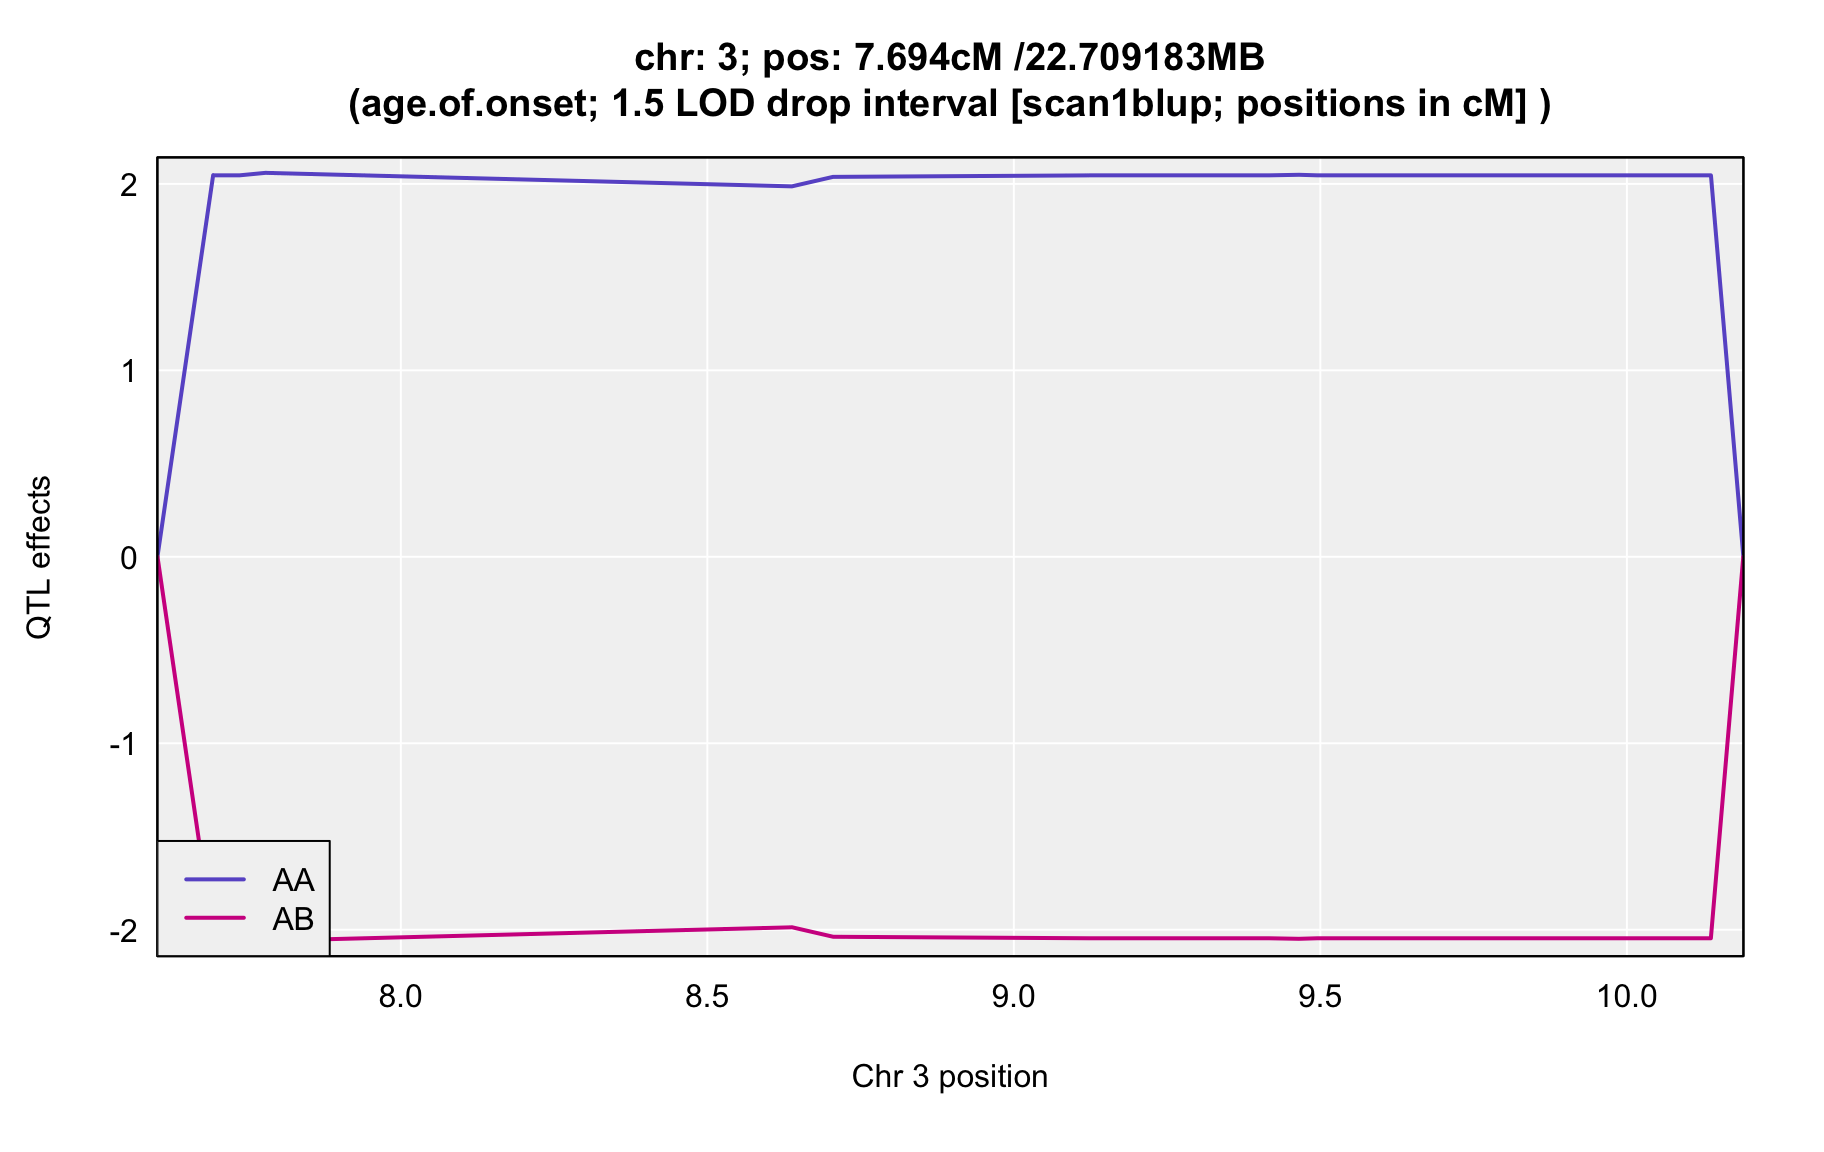 chr: 3; pos: 7.694cM /22.709183MB
(age.of.onset; 1.5 LOD drop interval [scan1blup; positions in cM] )
QTL effects
2
1
0
-1
-2
AA
AB
8.0 8.5 9.0 9.5 10.0
Chr 3 position